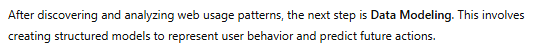 After discovering and analyzing web usage patterns, the next step is Data Modeling. This involves
creating structured models to represent user behavior and predict future actions.